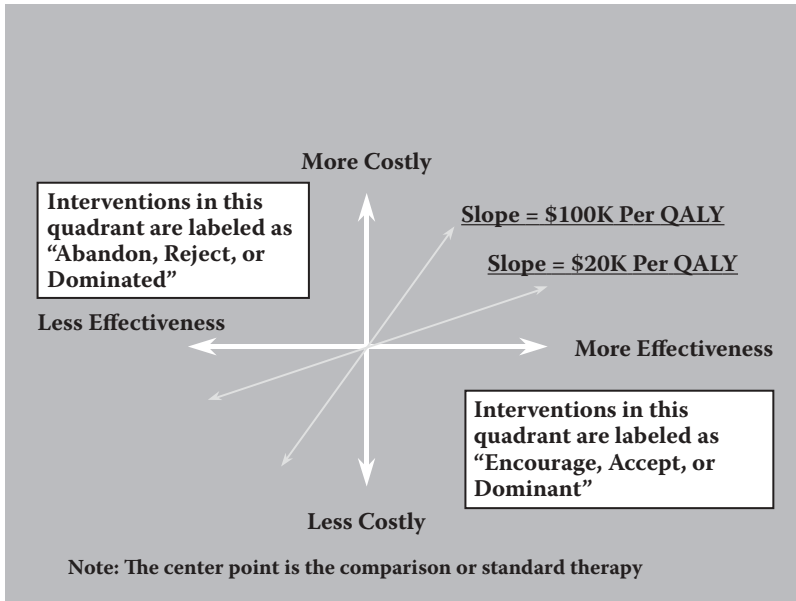 More Costly
Interventions in this
quadrant are labeled as
“Abandon, Reject, or
Dominated”
Slope = $100K Per QALY
Slope = $20K Per QALY
Less Effectiveness
More Effectiveness
Interventions in this
quadrant are labeled as
“Encourage, Accept, or
Dominant”
Less Costly
Note: The center point is the comparison or standard therapy